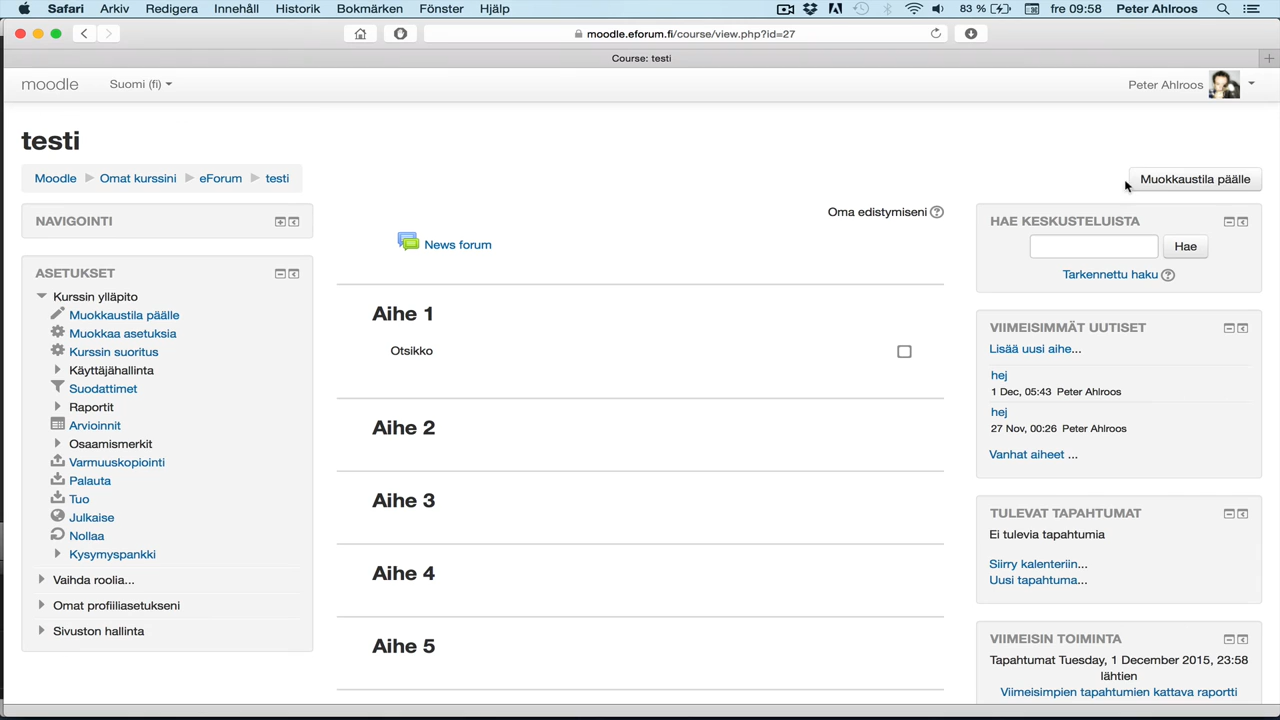 Safari Arkiv Redigera Innehåll Historik Bokmärken Fönster Hjälp 83 % fre 09:58 Peter Ahlroos
moodle.eforum.fi/course/view.php?id=27
Course: testi
moodle Suomi (fi) Peter Ahlroos
testi
Moodle Omat kurssini eForum testi
Muokkaustila päälle
NAVIGOINTI
ASETUKSET
Kurssin ylläpito
Muokkaustila päälle
Muokkaa asetuksia
Kurssin suoritus
Käyttäjähallinta
Suodattimet
Raportit
Arvioinnit
Osaamismerkit
Varmuuskopiointi
Palauta
Tuo
Julkaise
Nollaa
Kysymyspankki
Vaihda roolia...
Omat profiiliasetukseni
Sivuston hallinta
Oma edistymiseni
News forum
Aihe 1
Otsikko
Aihe 2
Aihe 3
Aihe 4
Aihe 5
HAE KESKUSTELUISTA
Hae
Tarkennettu haku
VIIMEISIMMÄT UUTISET
Lisää uusi aihe...
hej
1 Dec, 05:43 Peter Ahlroos
hej
27 Nov, 00:26 Peter Ahlroos
Vanhat aiheet ...
TULEVAT TAPAHTUMAT
Ei tulevia tapahtumia
Siirry kalenteriin...
Uusi tapahtuma...
VIIMEISIN TOIMINTA
Tapahtumat Tuesday, 1 December 2015, 23:58
lähtien
Viimeisimpien tapahtumien kattava raportti